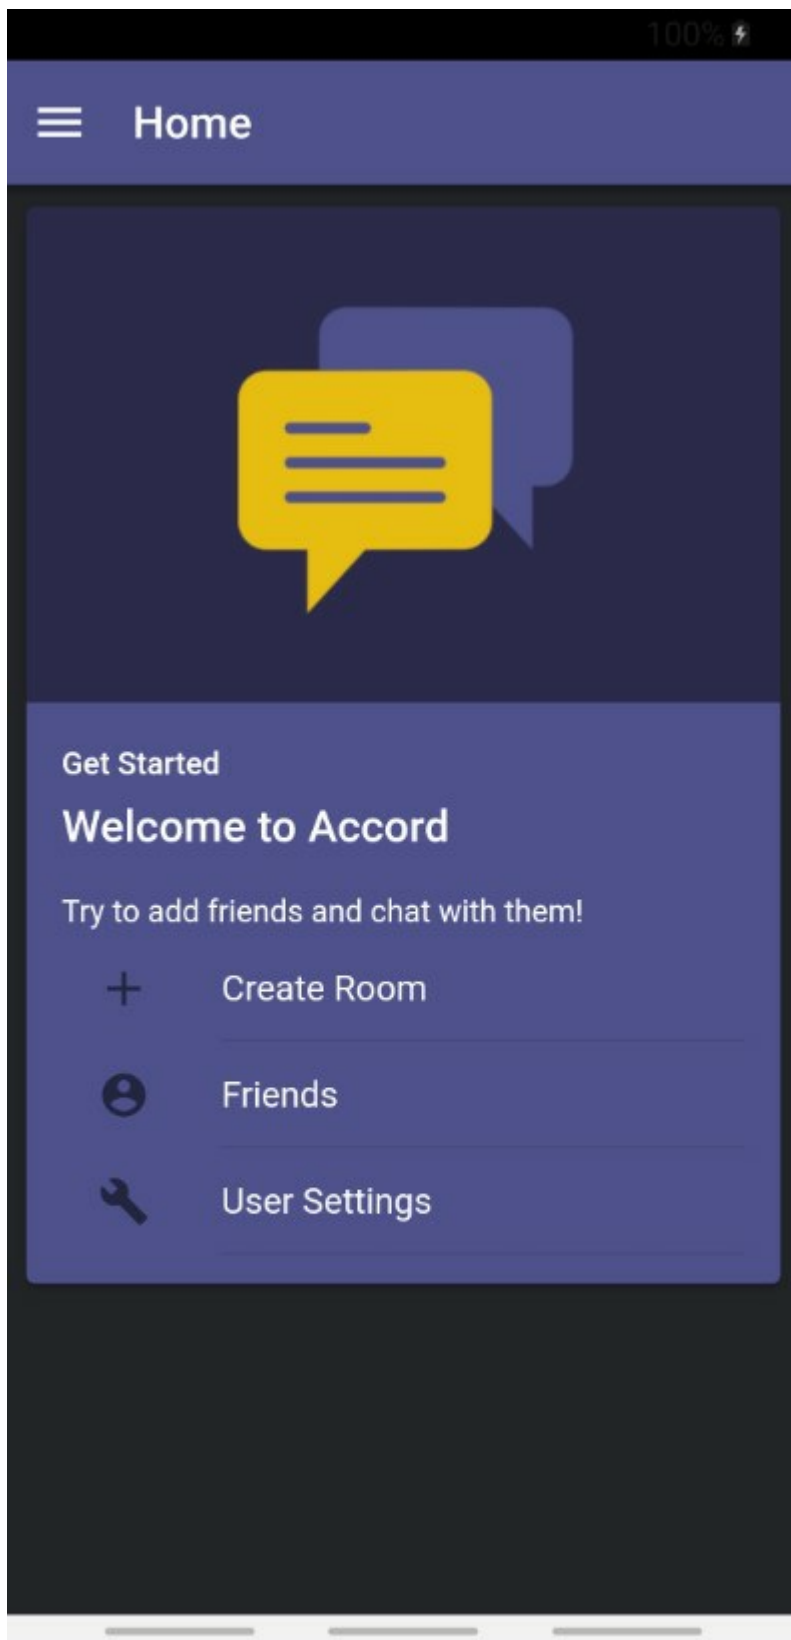 100%
Home
Get Started
Welcome to Accord
Try to add friends and chat with them!
Create Room
Friends
User Settings